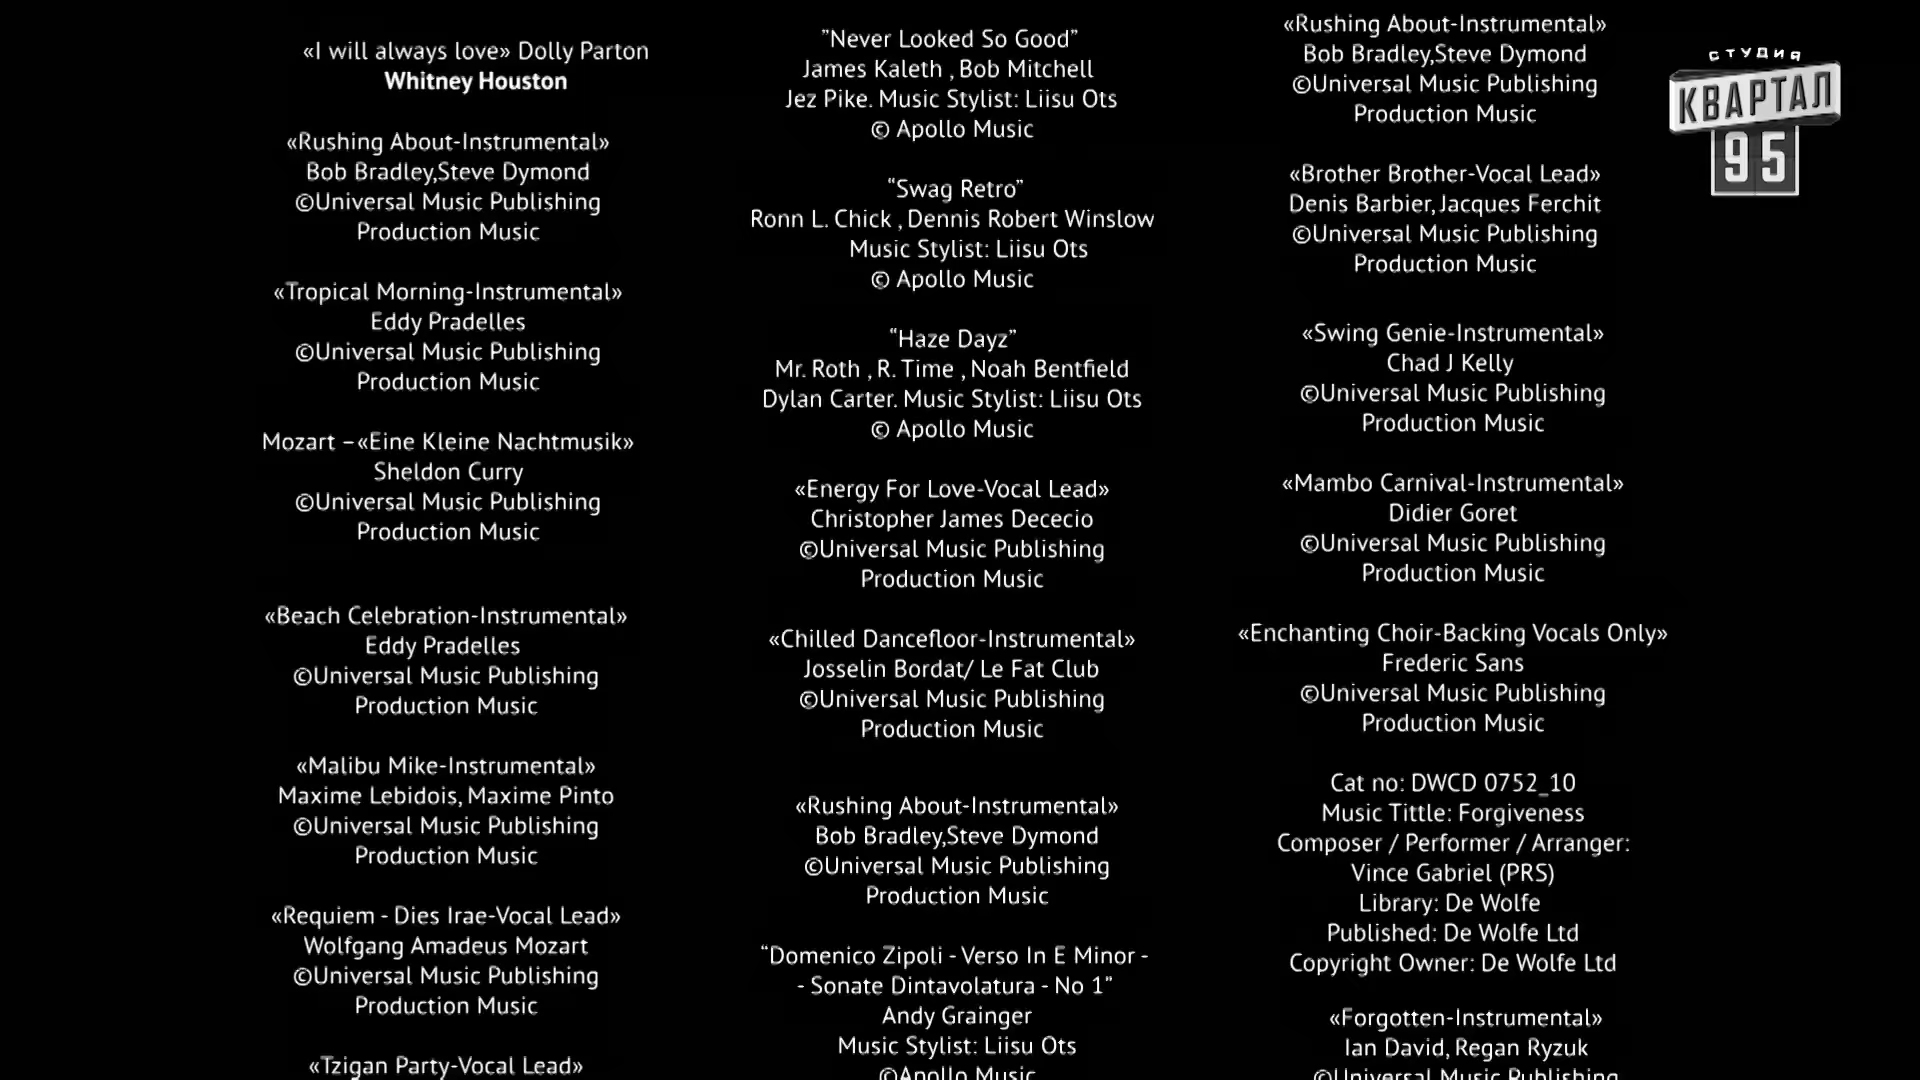 «I will always love» Dolly Parton
Whitney Houston
«Rushing About-Instrumental»
Bob Bradley,Steve Dymond
©Universal Music Publishing
Production Music
«Tropical Morning-Instrumental»
Eddy Pradelles
©Universal Music Publishing
Production Music
Mozart –«Eine Kleine Nachtmusik»
Sheldon Curry
©Universal Music Publishing
Production Music
«Beach Celebration-Instrumental»
Eddy Pradelles
©Universal Music Publishing
Production Music
«Malibu Mike-Instrumental»
Maxime Lebidois, Maxime Pinto
©Universal Music Publishing
Production Music
«Requiem - Dies Irae-Vocal Lead»
Wolfgang Amadeus Mozart
©Universal Music Publishing
Production Music
«Tzigan Party-Vocal Lead»
”Never Looked So Good”
James Kaleth , Bob Mitchell
Jez Pike. Music Stylist: Liisu Ots
© Apollo Music
“Swag Retro”
Ronn L. Chick , Dennis Robert Winslow
Music Stylist: Liisu Ots
© Apollo Music
“Haze Dayz”
Mr. Roth , R. Time , Noah Bentfield
Dylan Carter. Music Stylist: Liisu Ots
© Apollo Music
«Energy For Love-Vocal Lead»
Christopher James Dececio
©Universal Music Publishing
Production Music
«Chilled Dancefloor-Instrumental»
Josselin Bordat/ Le Fat Club
©Universal Music Publishing
Production Music
«Rushing About-Instrumental»
Bob Bradley,Steve Dymond
©Universal Music Publishing
Production Music
“Domenico Zipoli - Verso In E Minor -
- Sonate Dintavolatura - No 1”
Andy Grainger
Music Stylist: Liisu Ots
©Apollo Music
«Rushing About-Instrumental»
Bob Bradley,Steve Dymond
©Universal Music Publishing
Production Music
«Brother Brother-Vocal Lead»
Denis Barbier, Jacques Ferchit
©Universal Music Publishing
Production Music
«Swing Genie-Instrumental»
Chad J Kelly
©Universal Music Publishing
Production Music
«Mambo Carnival-Instrumental»
Didier Goret
©Universal Music Publishing
Production Music
«Enchanting Choir-Backing Vocals Only»
Frederic Sans
©Universal Music Publishing
Production Music
Cat no: DWCD 0752_10
Music Tittle: Forgiveness
Composer / Performer / Arranger:
Vince Gabriel (PRS)
Library: De Wolfe
Published: De Wolfe Ltd
Copyright Owner: De Wolfe Ltd
«Forgotten-Instrumental»
Ian David, Regan Ryzuk
©Universal Music Publishing
СТУДИЯ
КВАРТАЛ
95